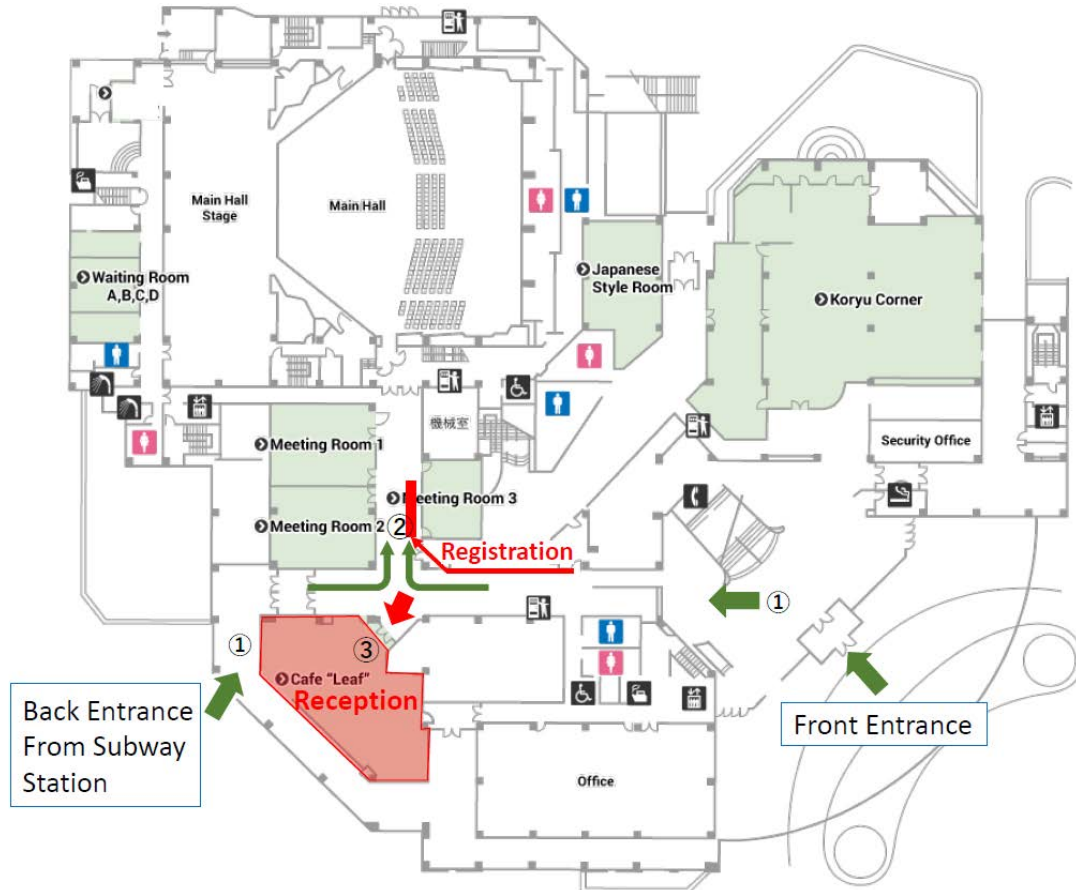 Main Hall
Stage
Main Hall
Waiting Room
A,B,C,D
Japanese
Style Room
Koryu Corner
Meeting Room 1
機械室
Security Office
Meeting Room 2
②
Meeting Room 3
Registration
①
①
③
Cafe "Leaf"
Reception
Back Entrance
From Subway
Station
Front Entrance
Office